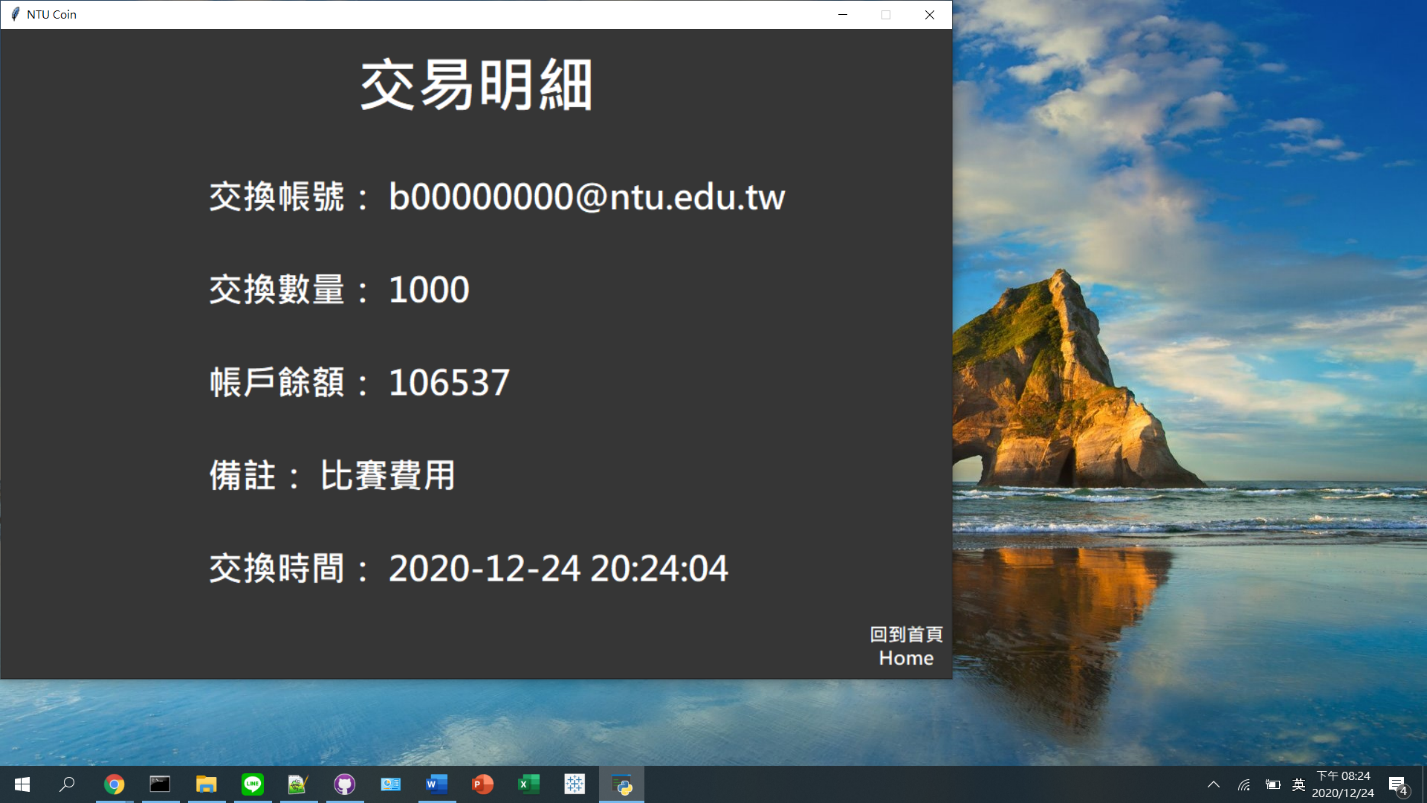 NTU Coin
交易明細
交換帳號： b00000000@ntu.edu.tw
交換數量： 1000
帳戶餘額： 106537
備註： 比賽費用
交換時間： 2020-12-24 20:24:04
回到首頁
Home
英
下午 08:24
2020/12/24
4